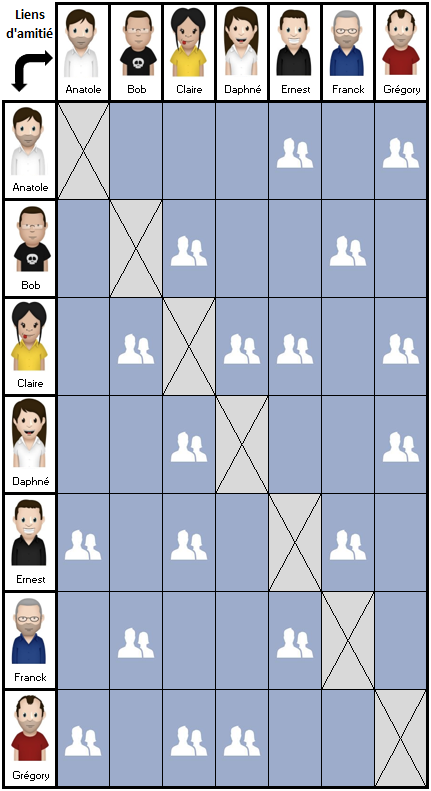 Liens
d'amitié
Anatole
Bob
Claire
Daphné
Ernest
Franck
Grégory
Anatole
Bob
Claire
Daphné
Ernest
Franck
Grégory